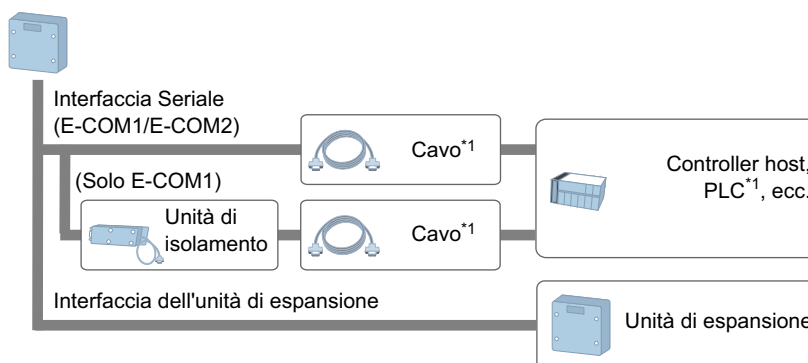 Interfaccia Seriale
(E-COM1/E-COM2)
Cavo*1
Controller host,
PLC*1, ecc.
(Solo E-COM1)
Unità di
isolamento
Cavo*1
Interfaccia dell'unità di espansione
Unità di espansione